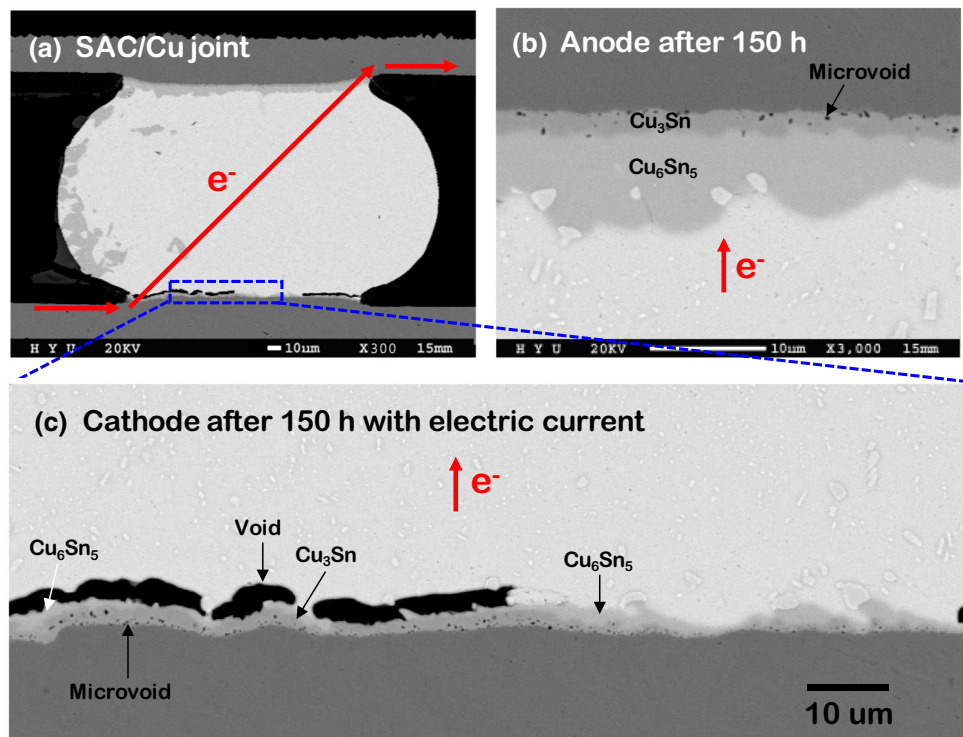 (a) SAC/Cu joint
e-
H Y U 20KV 10um X300 15mm
(b) Anode after 150 h
Microvoid
Cu₃Sn
Cu₆Sn₅
e-
H Y U 20KV 10um X3,000 15mm
(c) Cathode after 150 h with electric current
e-
Void
Cu₆Sn₅
Cu₃Sn
Cu₆Sn₅
Microvoid
10 um